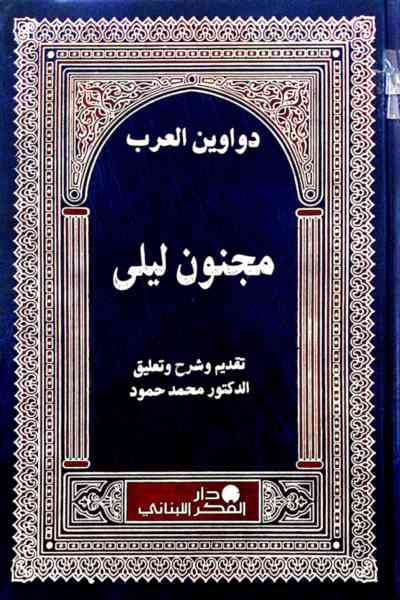 دواوين العرب
مجنون ليلى
تقديم وشرح وتعليق
الدكتور محمد حمود
دار
الفكر اللبناني